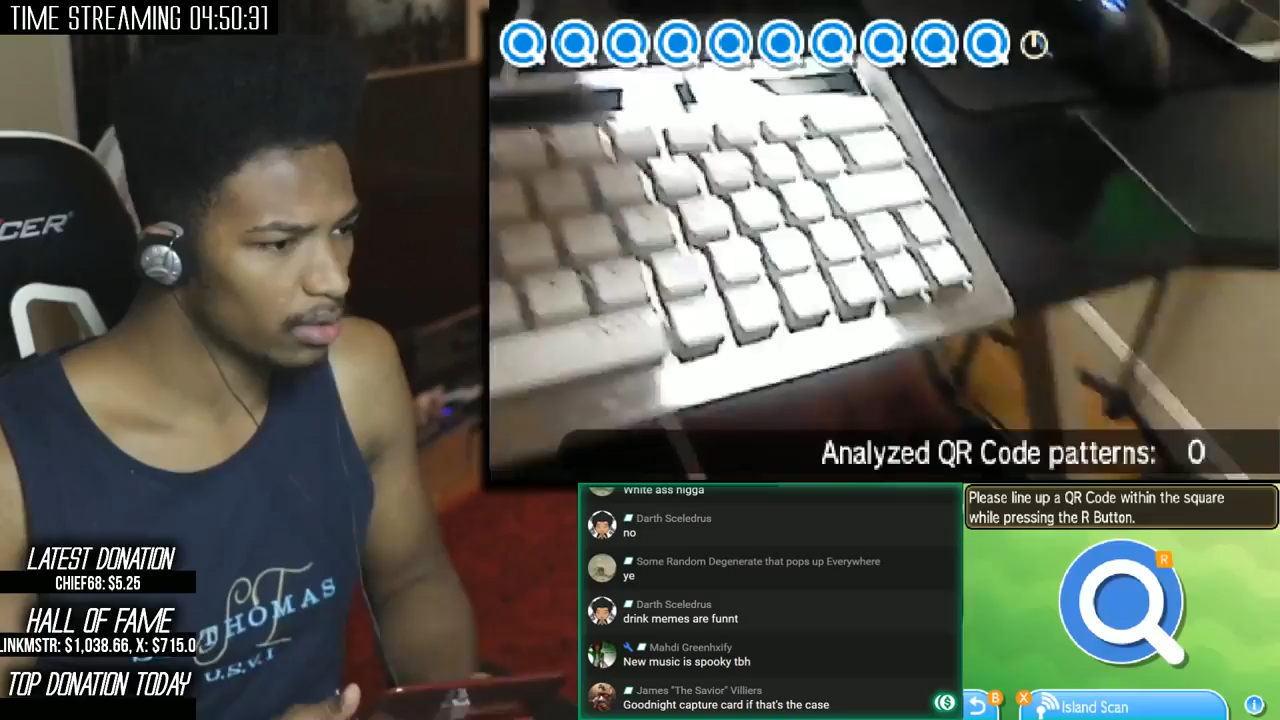 TIME STREAMING 04:50:31
CER
Analyzed QR Code patterns: 0
White ass nigga
Darth Sceledrus
no
Some Random Degenerate that pops up Everywhere
ye
Darth Sceledrus
drink memes are funnt
Mahdi Greenhxify
New music is spooky tbh
James "The Savior" Villiers
Goodnight capture card if that's the case
Please line up a QR Code within the square
while pressing the R Button.
R
B
X
Island Scan
LATEST DONATION
CHIEF68: $5.25
HALL OF FAME
LINKMSTR: $1,038.66, X: $715.0
TOP DONATION TODAY
THOMAS
U.S.V.I